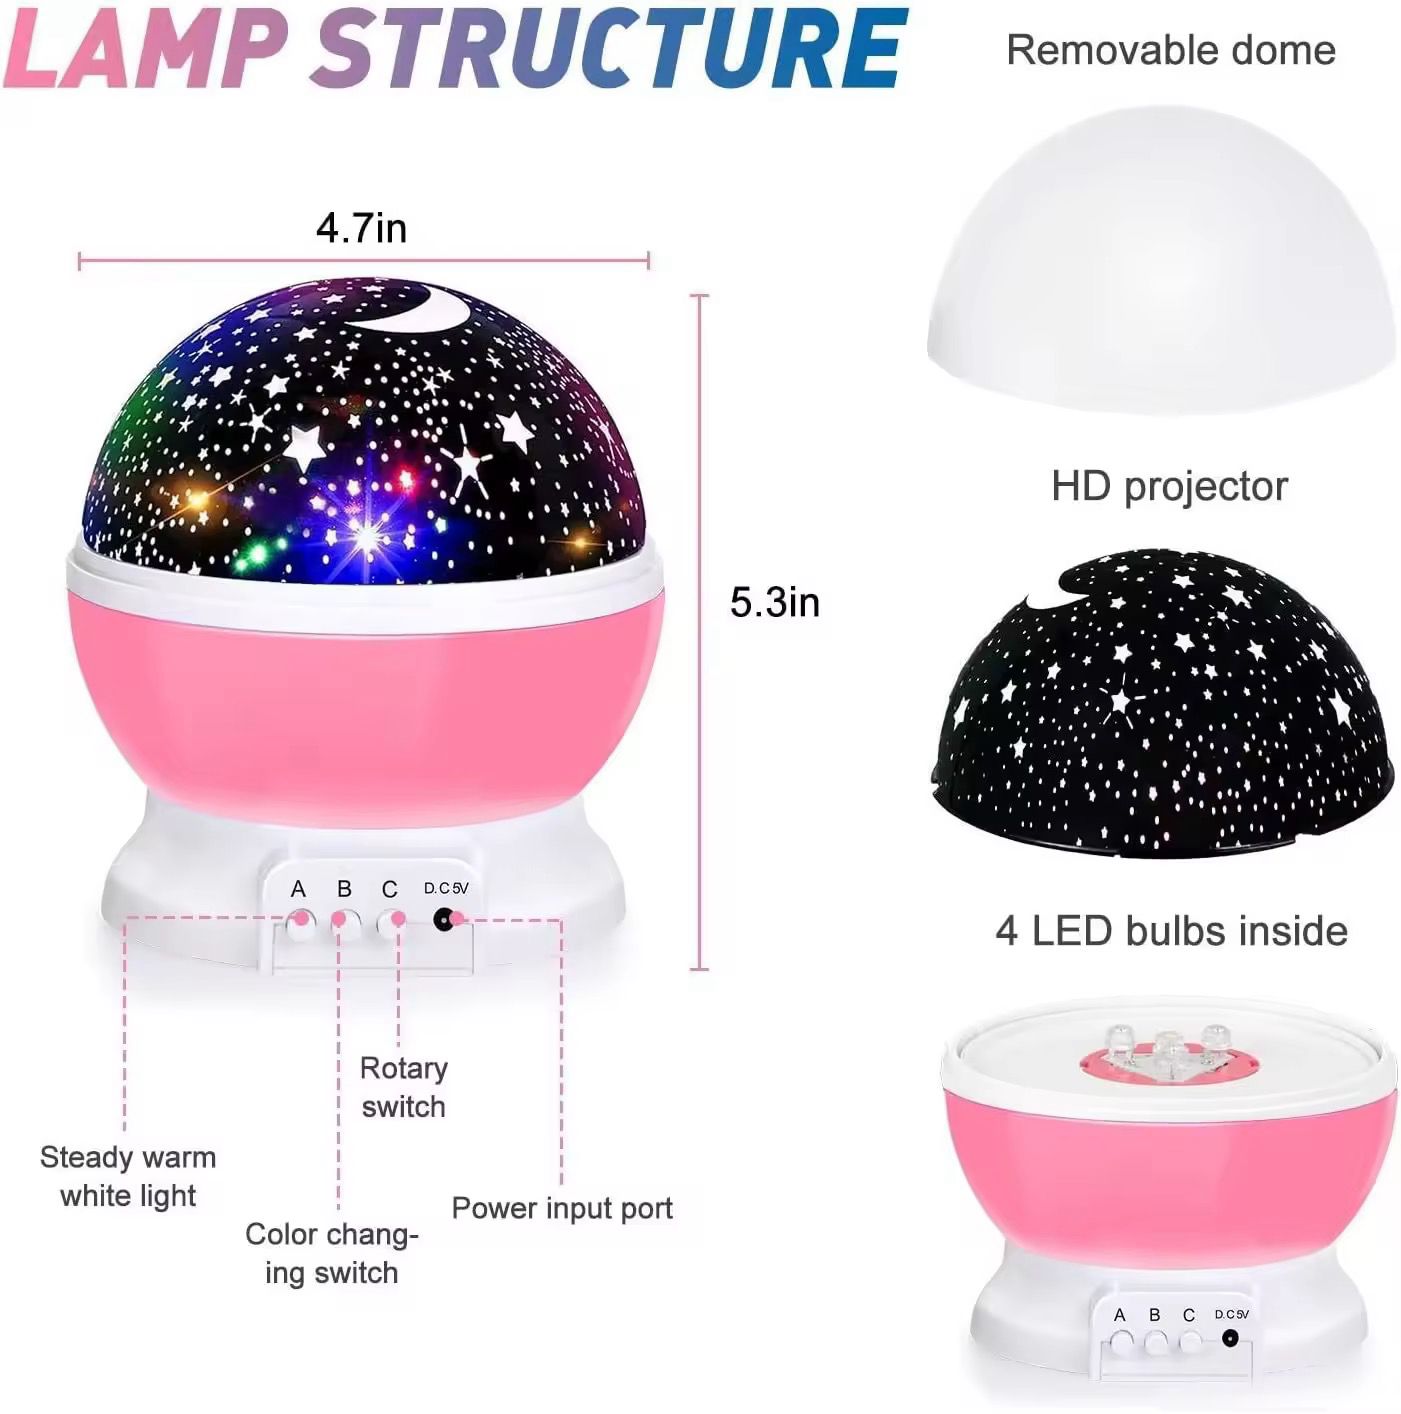 LAMP STRUCTURE
Removable dome
4.7in
5.3in
HD projector
4 LED bulbs inside
A B C D.C5V
Rotary
switch
Steady warm
white light
Power input port
Color chang-
ing switch
A B C D.C5V